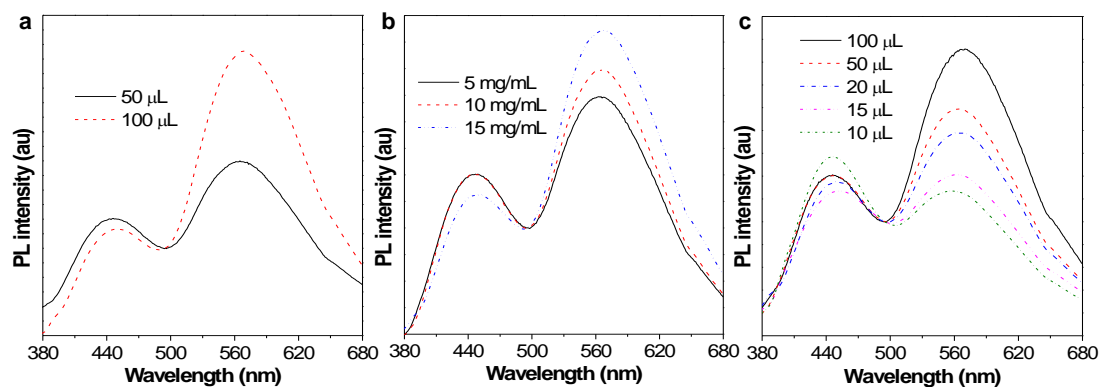 a
50 μL
100 μL
PL intensity (au)
380 440 500 560 620 680
Wavelength (nm)
b
5 mg/mL
10 mg/mL
15 mg/mL
PL intensity (au)
380 440 500 560 620 680
Wavelength (nm)
c
100 μL
50 μL
20 μL
15 μL
10 μL
PL intensity (au)
380 440 500 560 620 680
Wavelength (nm)